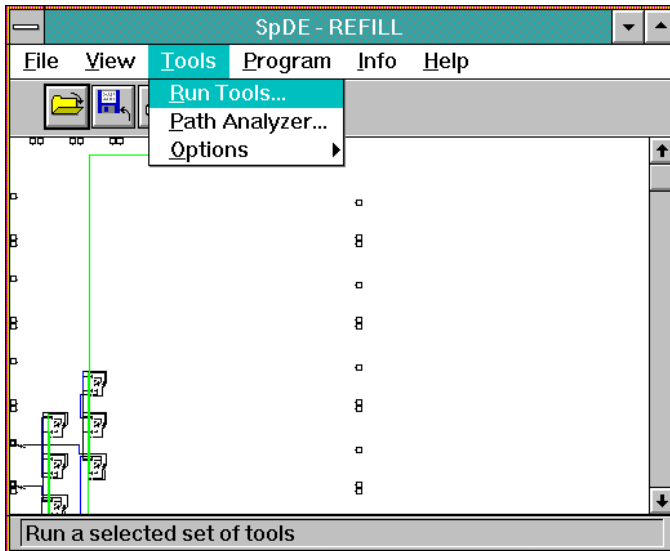 SpDE - REFILL
File View Tools Program Info Help
Run Tools...
Path Analyzer...
Options
Run a selected set of tools